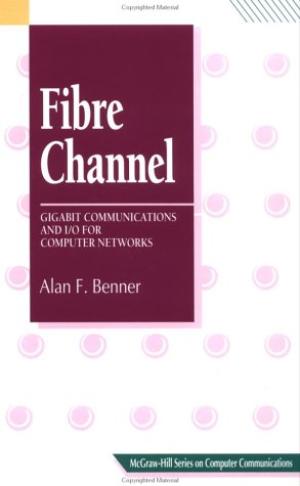 Copyrighted Material
Fibre
Channel
GIGABIT COMMUNICATIONS
AND I/O FOR
COMPUTER NETWORKS
Alan F. Benner
McGraw-Hill Series on Computer Communications
Copyrighted Material